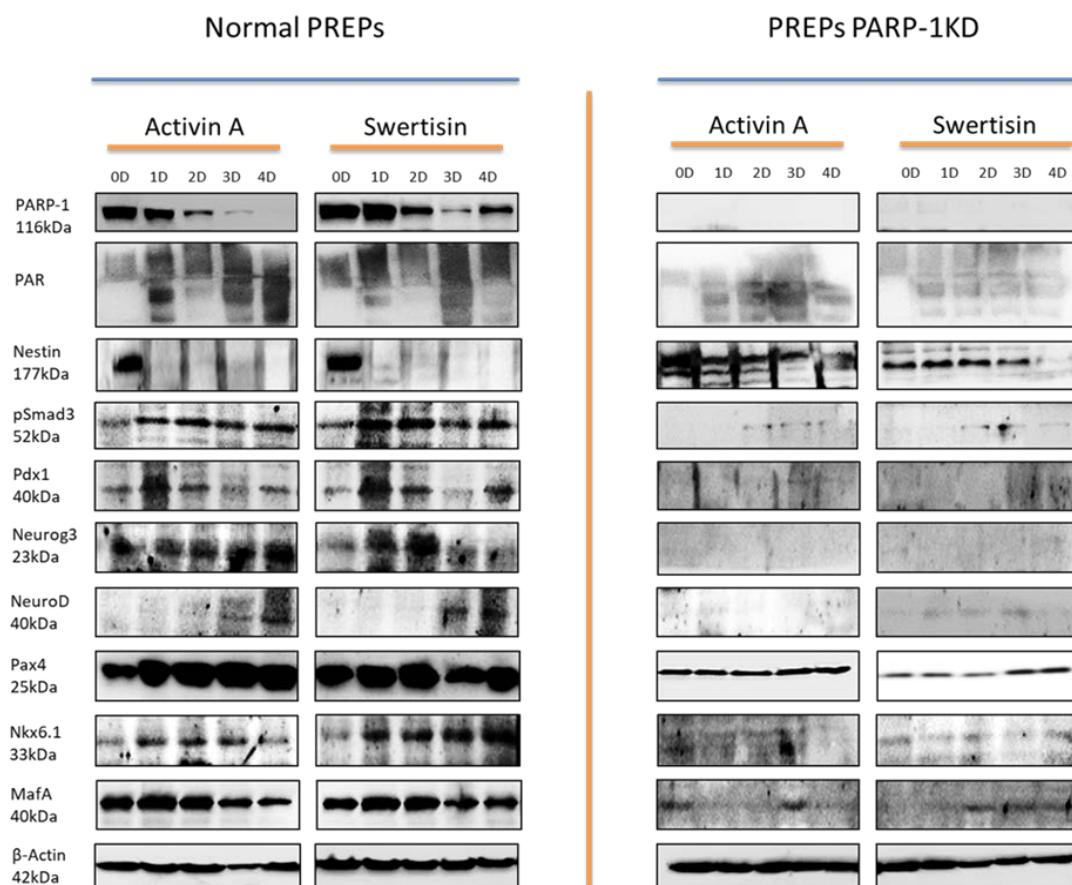 Normal PREPs
PREPs PARP-1KD
Activin A
Swertisin
Activin A
Swertisin
0D 1D 2D 3D 4D
0D 1D 2D 3D 4D
0D 1D 2D 3D 4D
0D 1D 2D 3D 4D
PARP-1
116kDa
PAR
Nestin
177kDa
pSmad3
52kDa
Pdx1
40kDa
Neurog3
23kDa
NeuroD
40kDa
Pax4
25kDa
Nkx6.1
33kDa
MafA
40kDa
β-Actin
42kDa